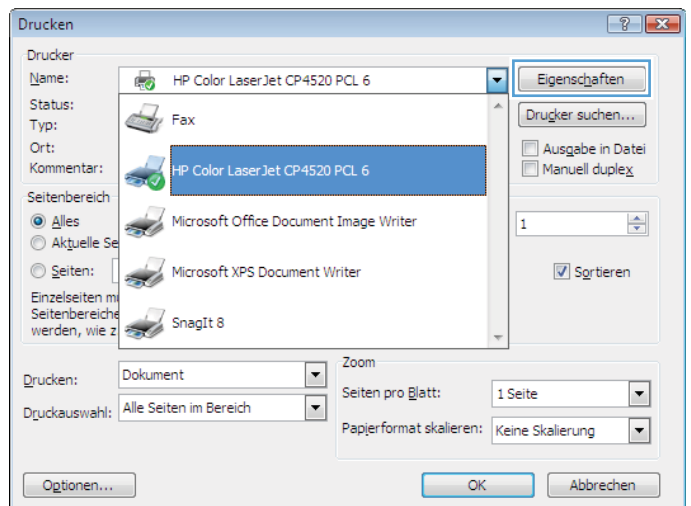 Drucken
Drucker
Name: HP Color LaserJet CP4520 PCL 6 Eigenschaften
Status:
Typ:
Ort:
Kommentar:
Fax
HP Color LaserJet CP4520 PCL 6
Microsoft Office Document Image Writer
Microsoft XPS Document Writer
SnagIt 8
Drucker suchen...
Ausgabe in Datei
Manuell duplex
Seitenbereich
Alles
Aktuelle Se
Seiten:
Einzelseiten m
Seitenbereiche
werden, wie z
1
Sortieren
Drucken: Dokument
Druckauswahl: Alle Seiten im Bereich
Zoom
Seiten pro Blatt: 1 Seite
Papierformat skalieren: Keine Skalierung
Optionen... OK Abbrechen